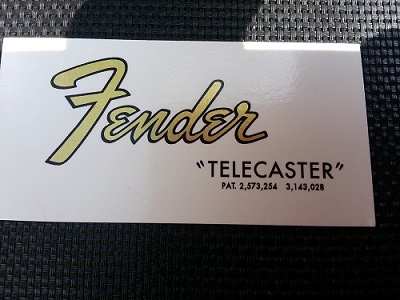 Fender
"TELECASTER"
PAT. 2,573,254 3,143,028